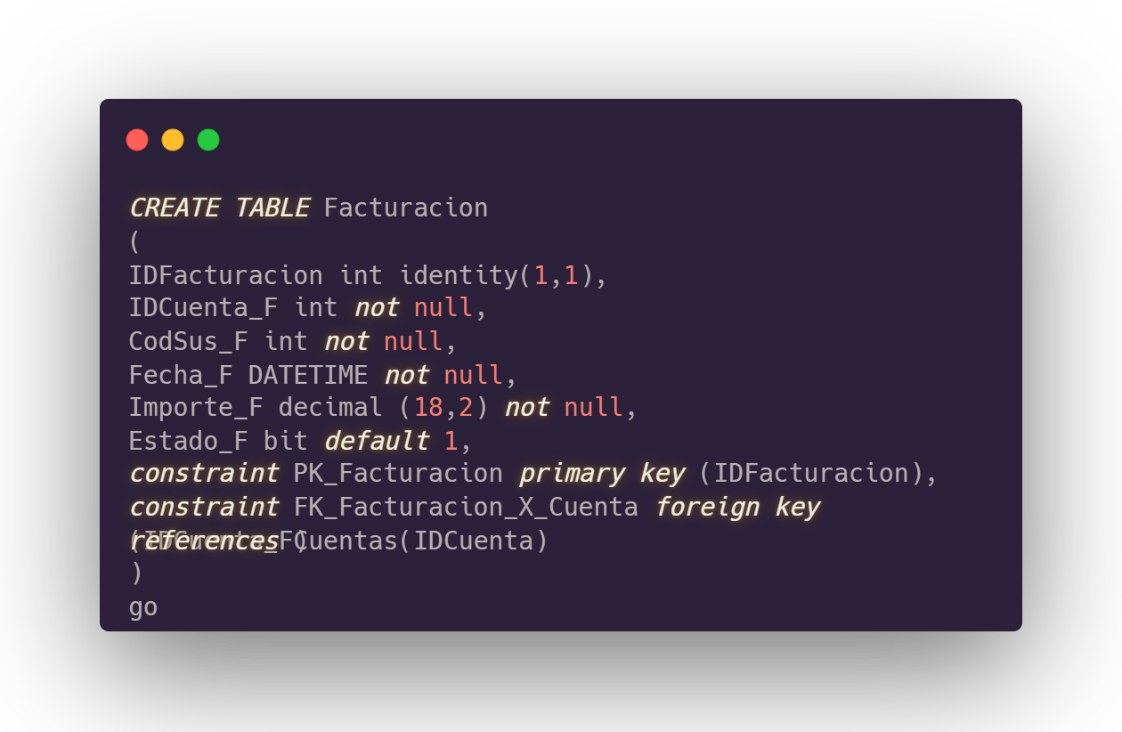 CREATE TABLE Facturacion
(
IDFacturacion int identity(1,1),
IDCuenta_F int not null,
CodSus_F int not null,
Fecha_F DATETIME not null,
Importe_F decimal (18,2) not null,
Estado_F bit default 1,
constraint PK_Facturacion primary key (IDFacturacion),
constraint FK_Facturacion_X_Cuenta foreign key
(IDCuenta_F)
references Cuentas(IDCuenta)
)
go